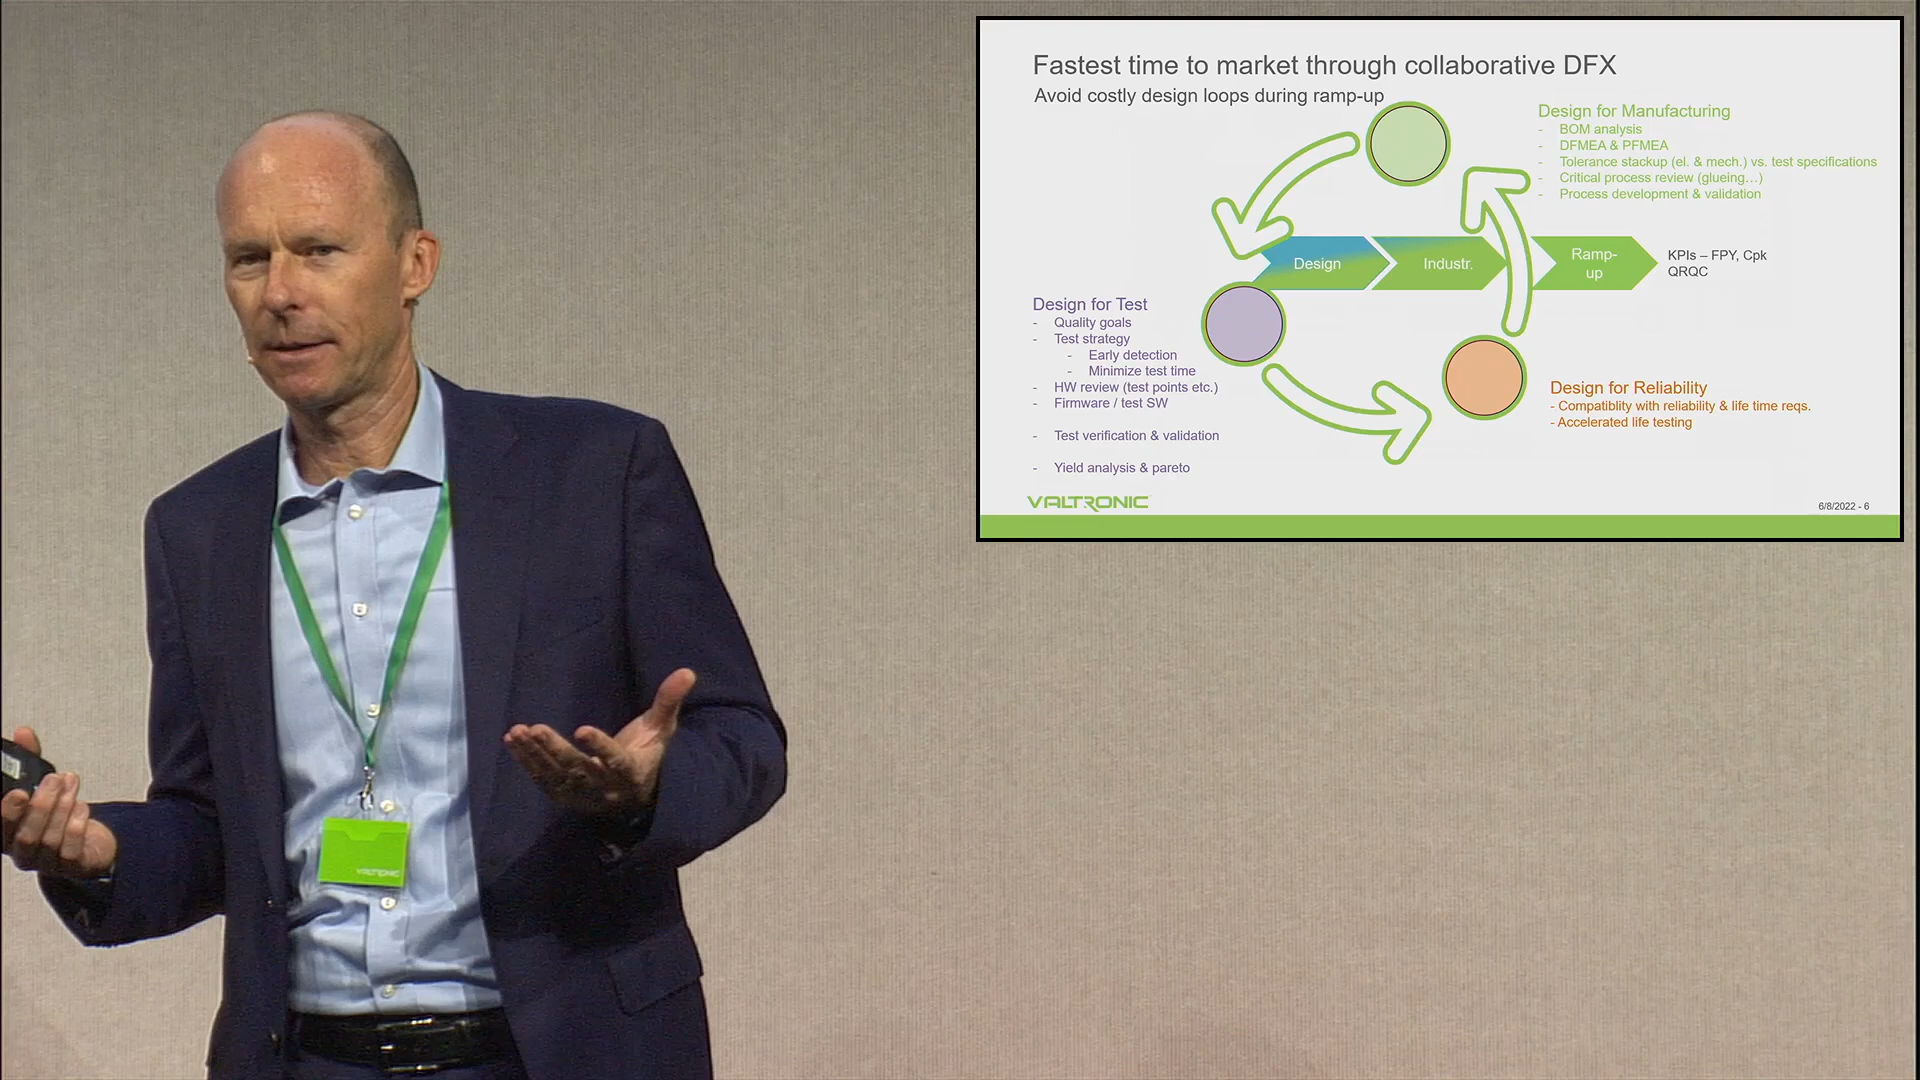 Fastest time to market through collaborative DFX
Avoid costly design loops during ramp-up
Design for Manufacturing
- BOM analysis
- DFMEA & PFMEA
- Tolerance stackup (el. & mech.) vs. test specifications
- Critical process review (glueing…)
- Process development & validation
Design
Industr.
Ramp-
up
KPIs – FPY, Cpk
QRQC
Design for Test
- Quality goals
- Test strategy
- Early detection
- Minimize test time
- HW review (test points etc.)
- Firmware / test SW
- Test verification & validation
- Yield analysis & pareto
Design for Reliability
- Compatiblity with reliability & life time reqs.
- Accelerated life testing
VALTRONIC
6/8/2022 - 6
VALTRONIC